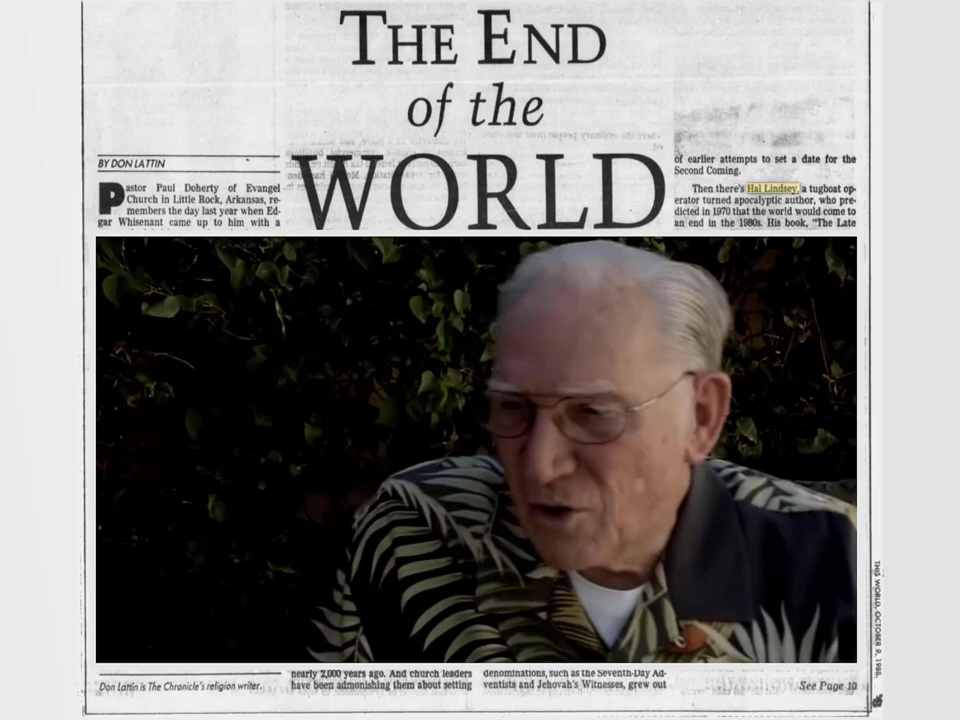 THE END
of the
WORLD
BY DON LATTIN
Pastor Paul Doherty of Evangel
Church in Little Rock, Arkansas, re-
members the day last year when Ed-
gar Whisenant came up to him with a
of earlier attempts to set a date for the
Second Coming.
Then there's Hal Lindsey, a tugboat op-
erator turned apocalyptic author, who pre-
dicted in 1970 that the world would come to
an end in the 1980s. His book, "The Late
Don Lattin is The Chronicle's religion writer.
nearly 2,000 years ago. And church leaders
have been admonishing them about setting
denominations, such as the Seventh-Day Ad-
ventists and Jehovah's Witnesses, grew out
See Page 10
THIS WORLD, OCTOBER 9, 1988,